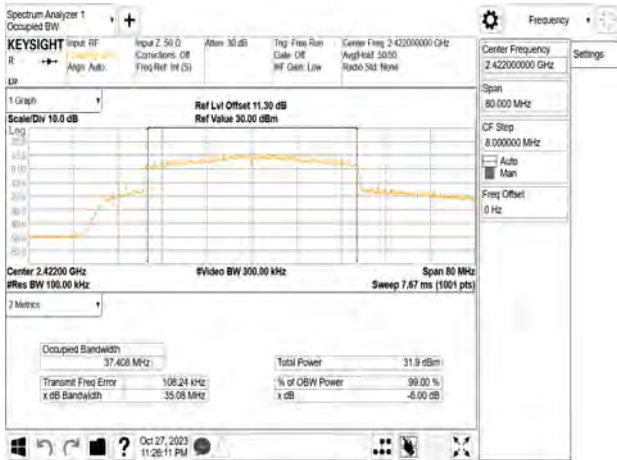 Spectrum Analyzer 1
Occupied BW
+
Frequency
KEYSIGHT
R
Input: RF
Align: Auto
Input Z: 50 Ω
Corrections: Off
Freq Ref: Int (S)
Atten: 30 dB
Trig: Free Run
Gate: Off
#IF Gain: Low
Center Freq: 2.422000000 GHz
Avg|Hold: 50/50
Radio Std: None
Center Frequency
2.422000000 GHz
Settings
Span
80.000 MHz
CF Step
8.000000 MHz
Auto
Man
Freq Offset
0 Hz
1 Graph
Scale/Div 10.0 dB
Ref Lvl Offset 11.30 dB
Ref Value 30.00 dBm
Log
Center 2.42200 GHz
#Res BW 100.00 kHz
#Video BW 300.00 kHz
Span 80 MHz
Sweep 7.67 ms (1001 pts)
2 Metrics
Occupied Bandwidth
37.408 MHz
Total Power 31.9 dBm
Transmit Freq Error 108.24 kHz
% of OBW Power 99.00 %
x dB Bandwidth 35.08 MHz
x dB -6.00 dB
?
Oct 27, 2023
11:26:11 PM